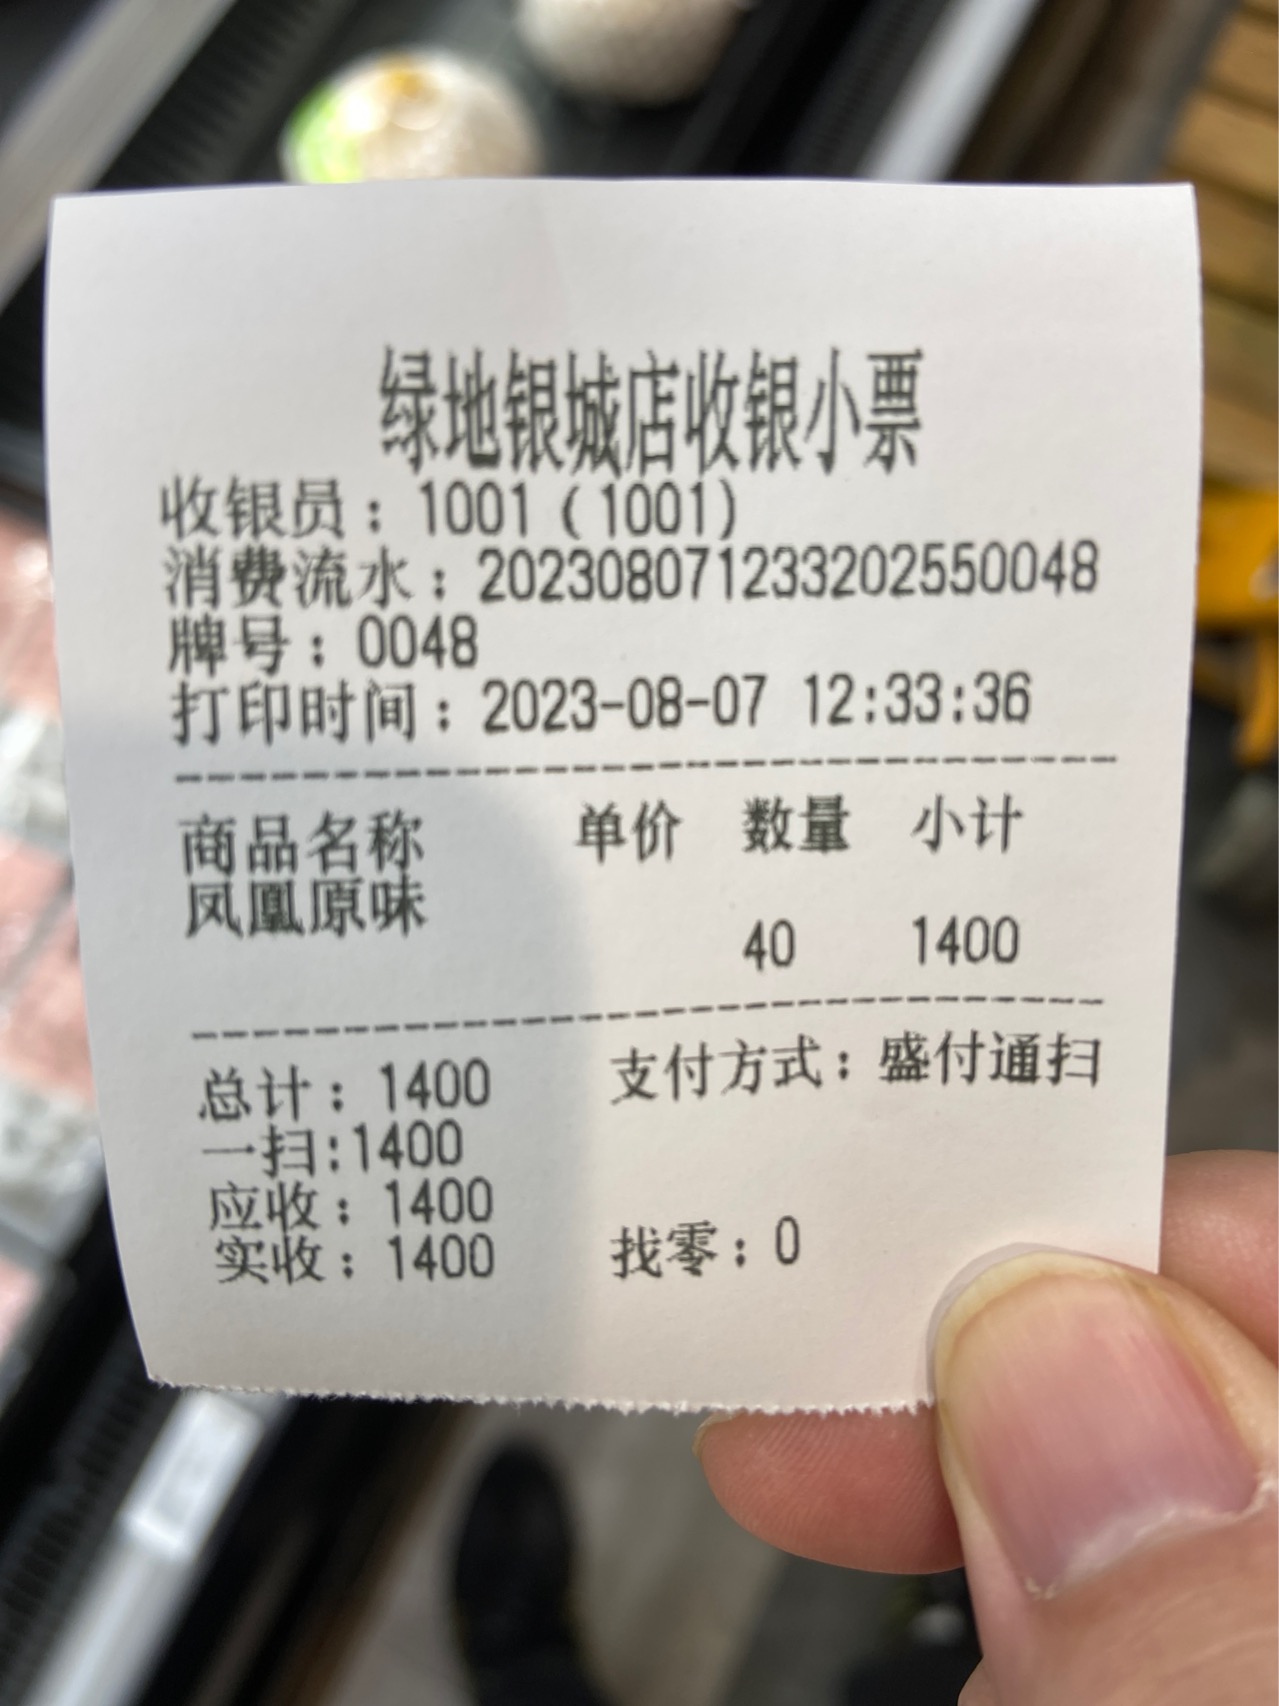 绿地银城店收银小票
收银员：1001（1001）
消费流水：2023080712333202550048
牌号：0048
打印时间：2023-08-07 12:33:36
--------------------------------
商品名称 单价 数量 小计
凤凰原味
40 1400
--------------------------------
总计：1400 支付方式：盛付通扫
一扫:1400
应收：1400
实收：1400 找零：0